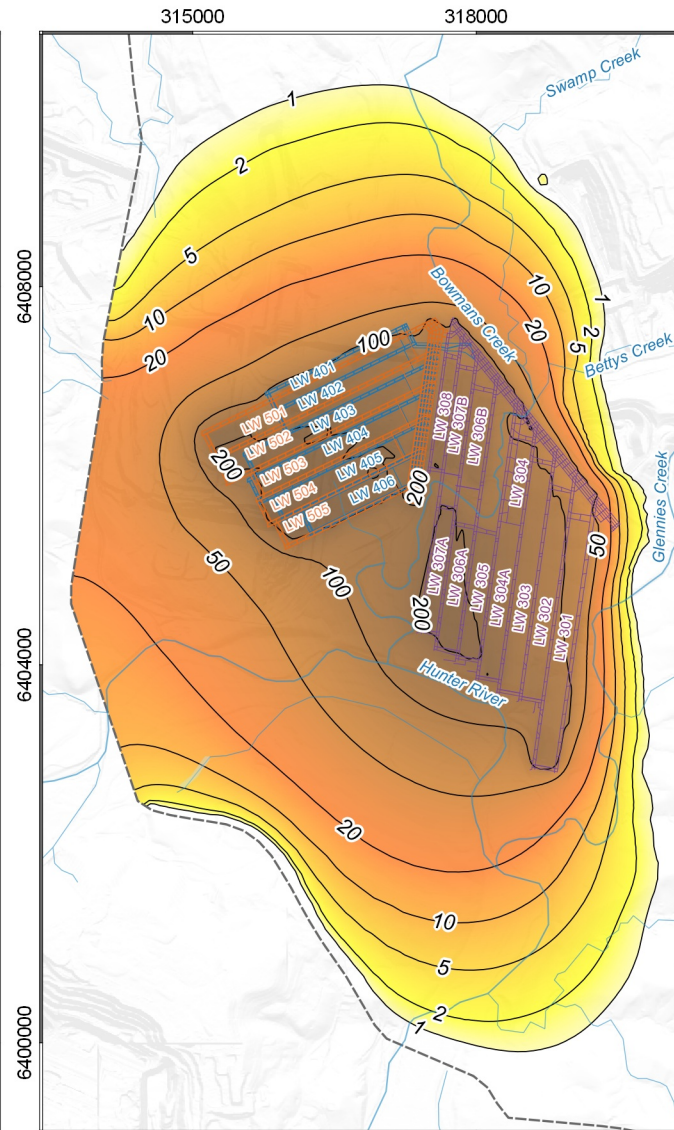 315000
318000
Swamp Creek
1
2
5
10
20
6408000
Bowmans Creek
10
20
1
2
5
Bettys Creek
100
LW 401
LW 402
LW 403
LW 404
LW 405
LW 406
LW 501
LW 502
LW 503
LW 504
LW 505
200
200
LW 308
LW 307B
LW 306B
LW 304
Glennies Creek
50
50
100
200
LW 307A
LW 306A
LW 305
LW 304A
LW 303
LW 302
LW 301
6404000
Hunter River
20
10
5
2
1
6400000